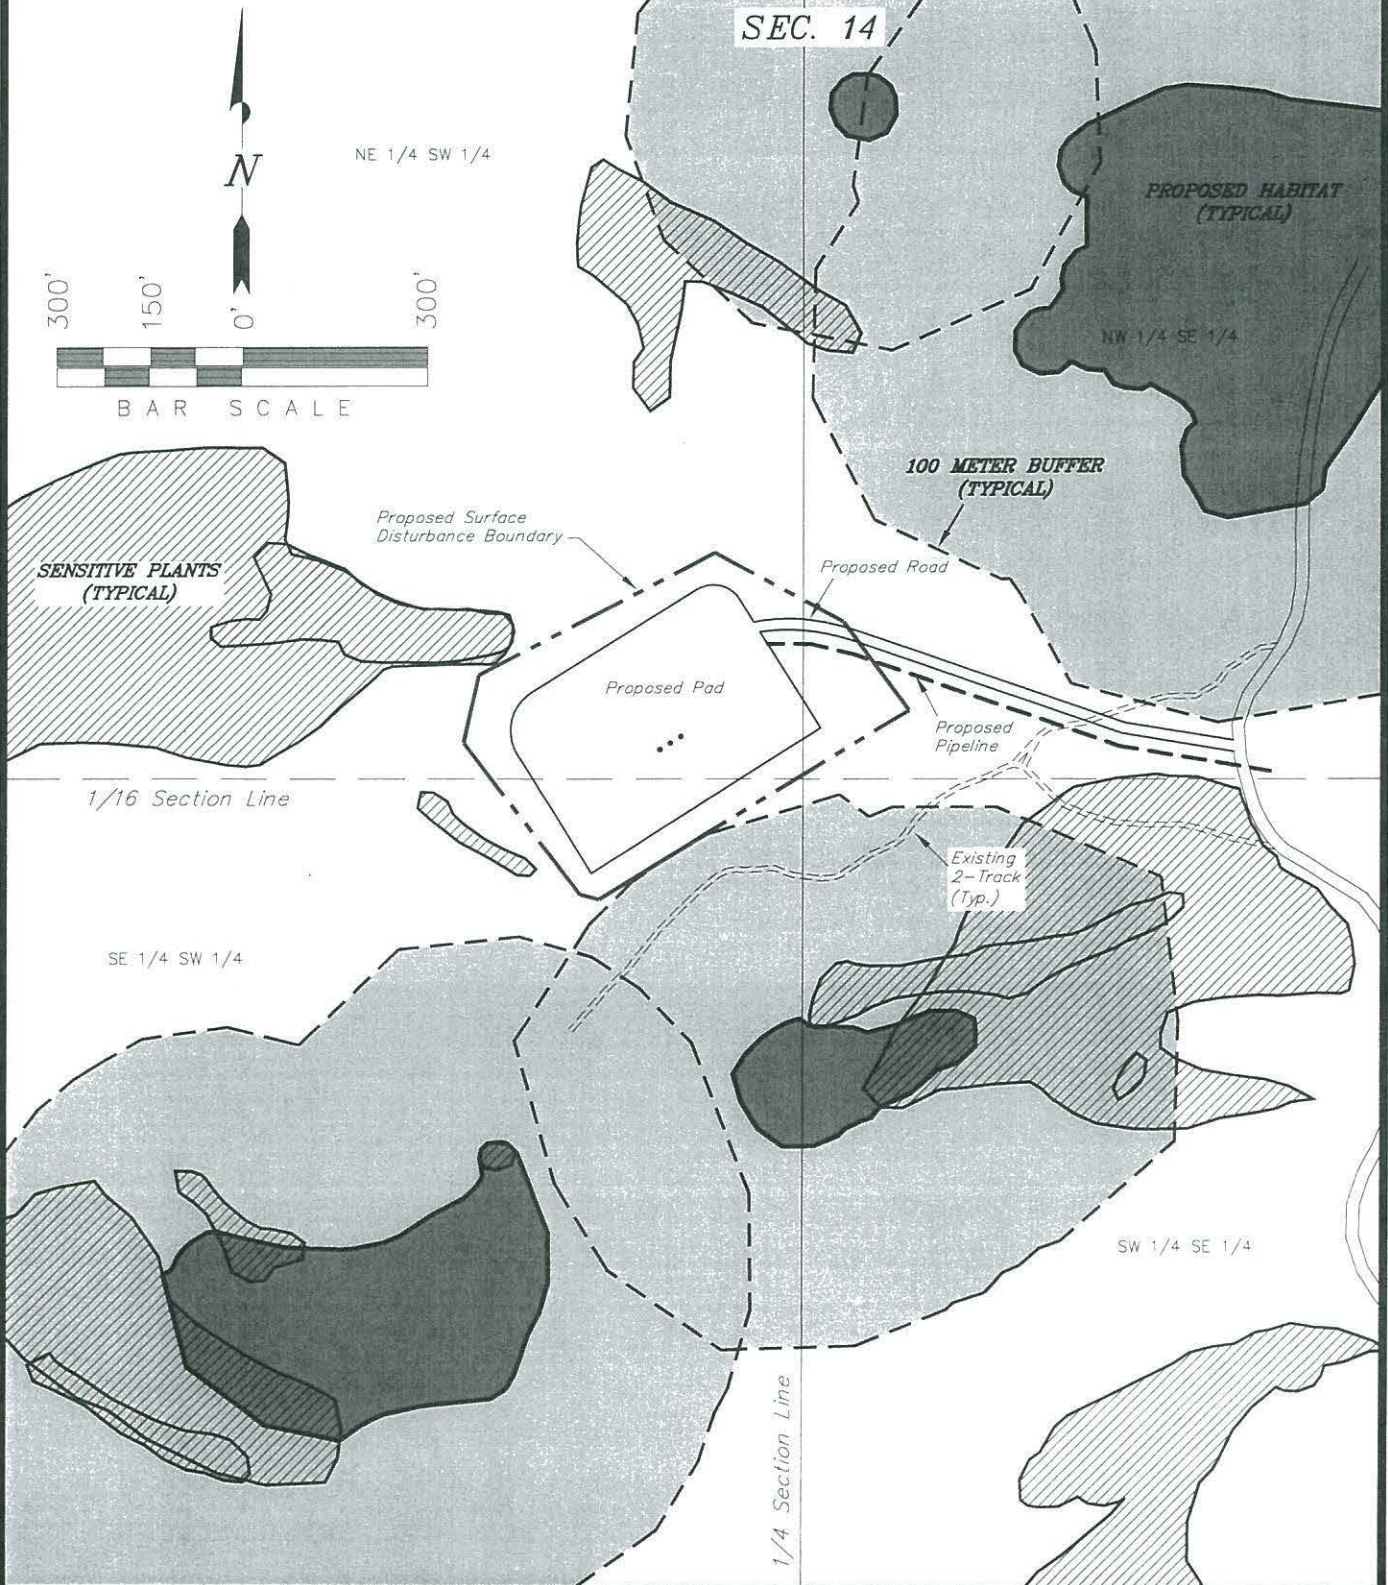 SEC. 14
NE 1/4 SW 1/4
N
PROPOSED HABITAT
(TYPICAL)
300'
150'
0'
300'
BAR SCALE
NW 1/4 SE 1/4
100 METER BUFFER
(TYPICAL)
Proposed Surface
Disturbance Boundary
SENSITIVE PLANTS
(TYPICAL)
Proposed Road
Proposed Pad
Proposed
Pipeline
1/16 Section Line
Existing
2-Track
(Typ.)
SE 1/4 SW 1/4
SW 1/4 SE 1/4
1/4 Section Line